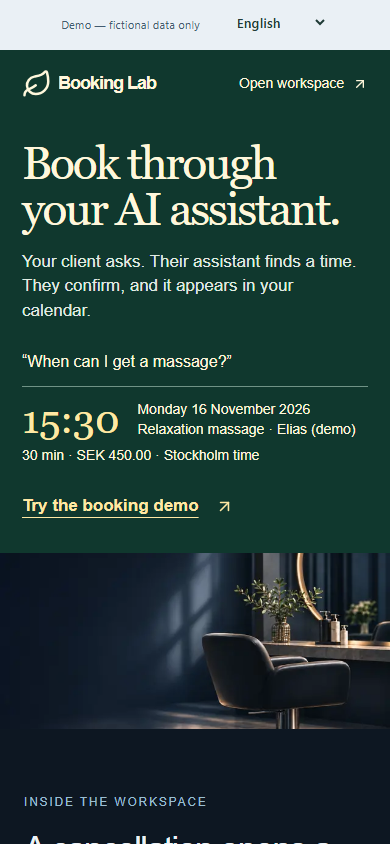 Demo — fictional data only
English
Booking Lab
Open workspace
Book through
your AI assistant.
Your client asks. Their assistant finds a time.
They confirm, and it appears in your
calendar.
“When can I get a massage?”
15:30
Monday 16 November 2026
Relaxation massage · Elias (demo)
30 min · SEK 450.00 · Stockholm time
Try the booking demo
INSIDE THE WORKSPACE
A cancellation opens a